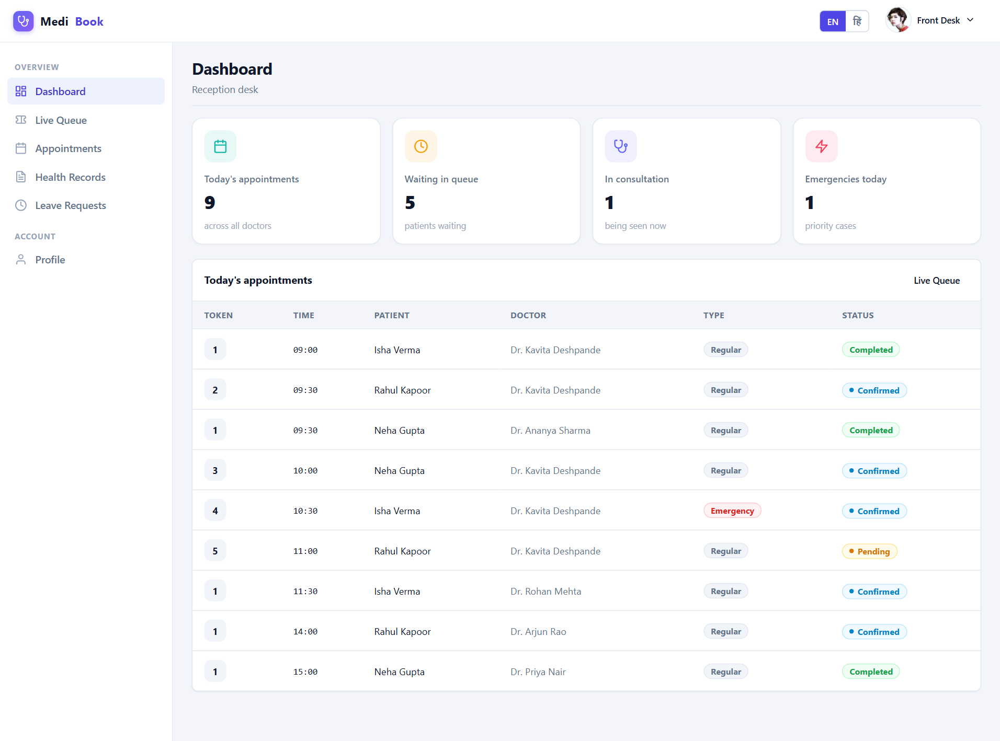 Medi Book
EN
हिं
Front Desk
OVERVIEW
Dashboard
Live Queue
Appointments
Health Records
Leave Requests
ACCOUNT
Profile
Dashboard
Reception desk
Today's appointments
9
across all doctors
Waiting in queue
5
patients waiting
In consultation
1
being seen now
Emergencies today
1
priority cases
Today's appointments
Live Queue
TOKEN TIME PATIENT DOCTOR TYPE STATUS
1 09:00 Isha Verma Dr. Kavita Deshpande Regular Completed
2 09:30 Rahul Kapoor Dr. Kavita Deshpande Regular Confirmed
1 09:30 Neha Gupta Dr. Ananya Sharma Regular Completed
3 10:00 Neha Gupta Dr. Kavita Deshpande Regular Confirmed
4 10:30 Isha Verma Dr. Kavita Deshpande Emergency Confirmed
5 11:00 Rahul Kapoor Dr. Kavita Deshpande Regular Pending
1 11:30 Isha Verma Dr. Rohan Mehta Regular Confirmed
1 14:00 Rahul Kapoor Dr. Arjun Rao Regular Confirmed
1 15:00 Neha Gupta Dr. Priya Nair Regular Completed